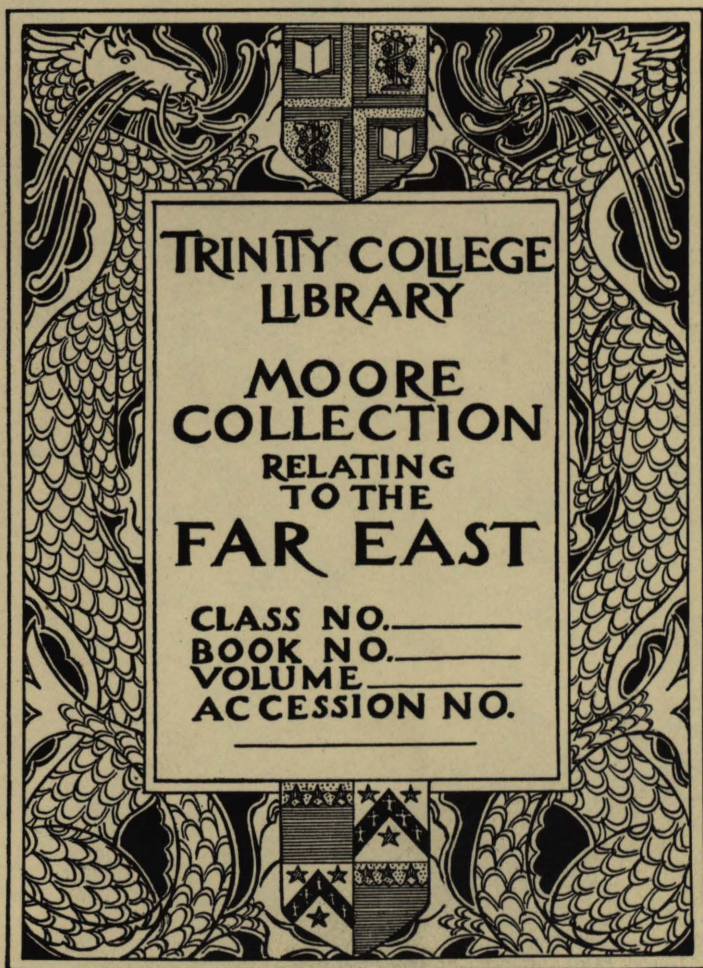 TRINITY COLLEGE
LIBRARY
MOORE
COLLECTION
RELATING
TO THE
FAR EAST
CLASS NO.
BOOK NO.
VOLUME
ACCESSION NO.